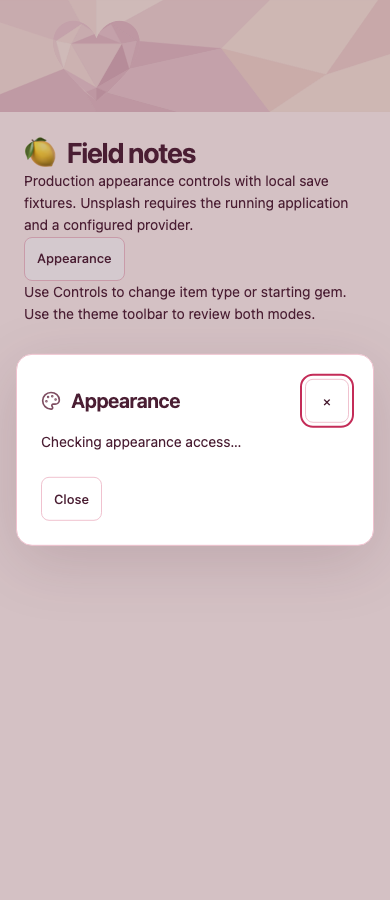 Field notes
Production appearance controls with local save
fixtures. Unsplash requires the running application
and a configured provider.
Appearance
Use Controls to change item type or starting gem.
Use the theme toolbar to review both modes.
Appearance
×
Checking appearance access...
Close